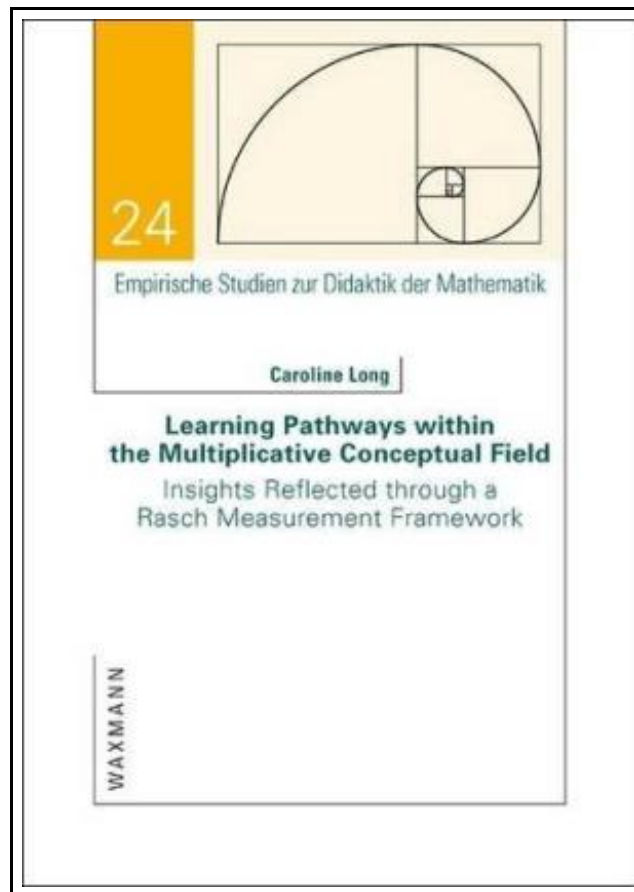 24
Empirische Studien zur Didaktik der Mathematik
Caroline Long
Learning Pathways within
the Multiplicative Conceptual Field
Insights Reflected through a
Rasch Measurement Framework
WAXMANN